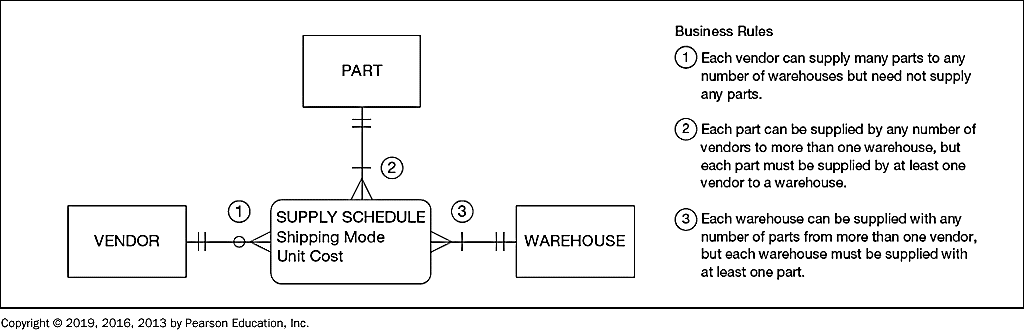 PART
VENDOR
SUPPLY SCHEDULE
Shipping Mode
Unit Cost
WAREHOUSE
1
2
3
Business Rules
1 Each vendor can supply many parts to any
number of warehouses but need not supply
any parts.
2 Each part can be supplied by any number of
vendors to more than one warehouse, but
each part must be supplied by at least one
vendor to a warehouse.
3 Each warehouse can be supplied with any
number of parts from more than one vendor,
but each warehouse must be supplied with
at least one part.
Copyright © 2019, 2016, 2013 by Pearson Education, Inc.